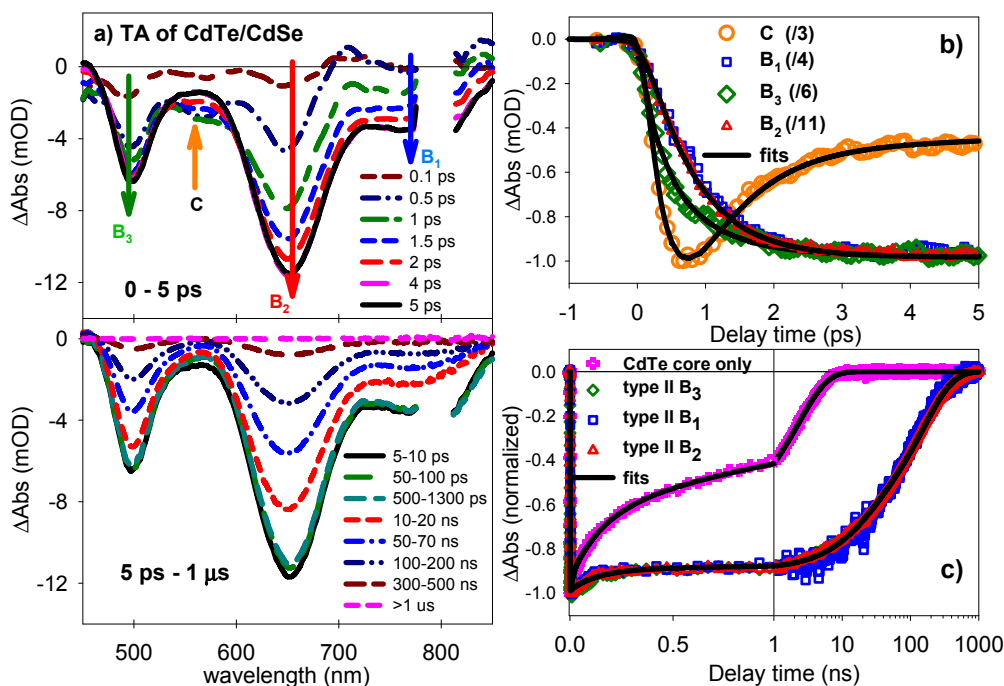 a) TA of CdTe/CdSe
0
-4
-8
-12
ΔAbs (mOD)
B3
C
B2
B1
0.1 ps
0.5 ps
1 ps
1.5 ps
2 ps
4 ps
5 ps
0 - 5 ps
0
-4
-8
-12
ΔAbs (mOD)
5-10 ps
50-100 ps
500-1300 ps
10-20 ns
50-70 ns
100-200 ns
300-500 ns
>1 us
5 ps - 1 μs
500 600 700 800
wavelength (nm)
b)
C (/3)
B1 (/4)
B3 (/6)
B2 (/11)
fits
0.0
-0.2
-0.4
-0.6
-0.8
-1.0
ΔAbs (mOD)
-1 0 1 2 3 4 5
Delay time (ps)
CdTe core only
type II B3
type II B1
type II B2
fits
c)
0.0
-0.2
-0.4
-0.6
-0.8
-1.0
ΔAbs (normalized)
0.0 0.5 1 10 100 1000
Delay time (ns)